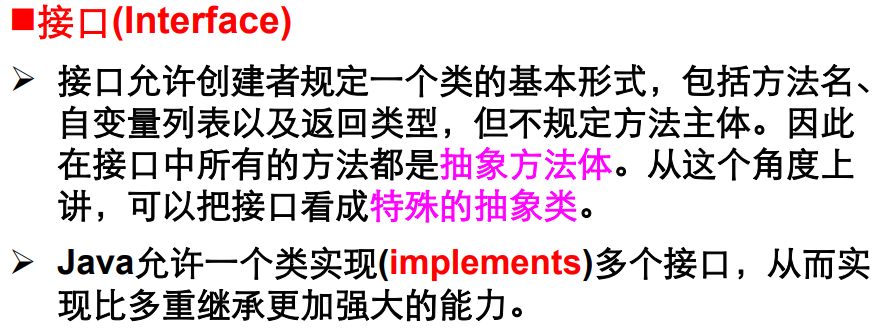 ■接口(Interface)
➢ 接口允许创建者规定一个类的基本形式，包括方法名、
自变量列表以及返回类型，但不规定方法主体。因此
在接口中所有的方法都是抽象方法体。从这个角度上
讲，可以把接口看成特殊的抽象类。
➢ Java允许一个类实现(implements)多个接口，从而实
现比多重继承更加强大的能力。